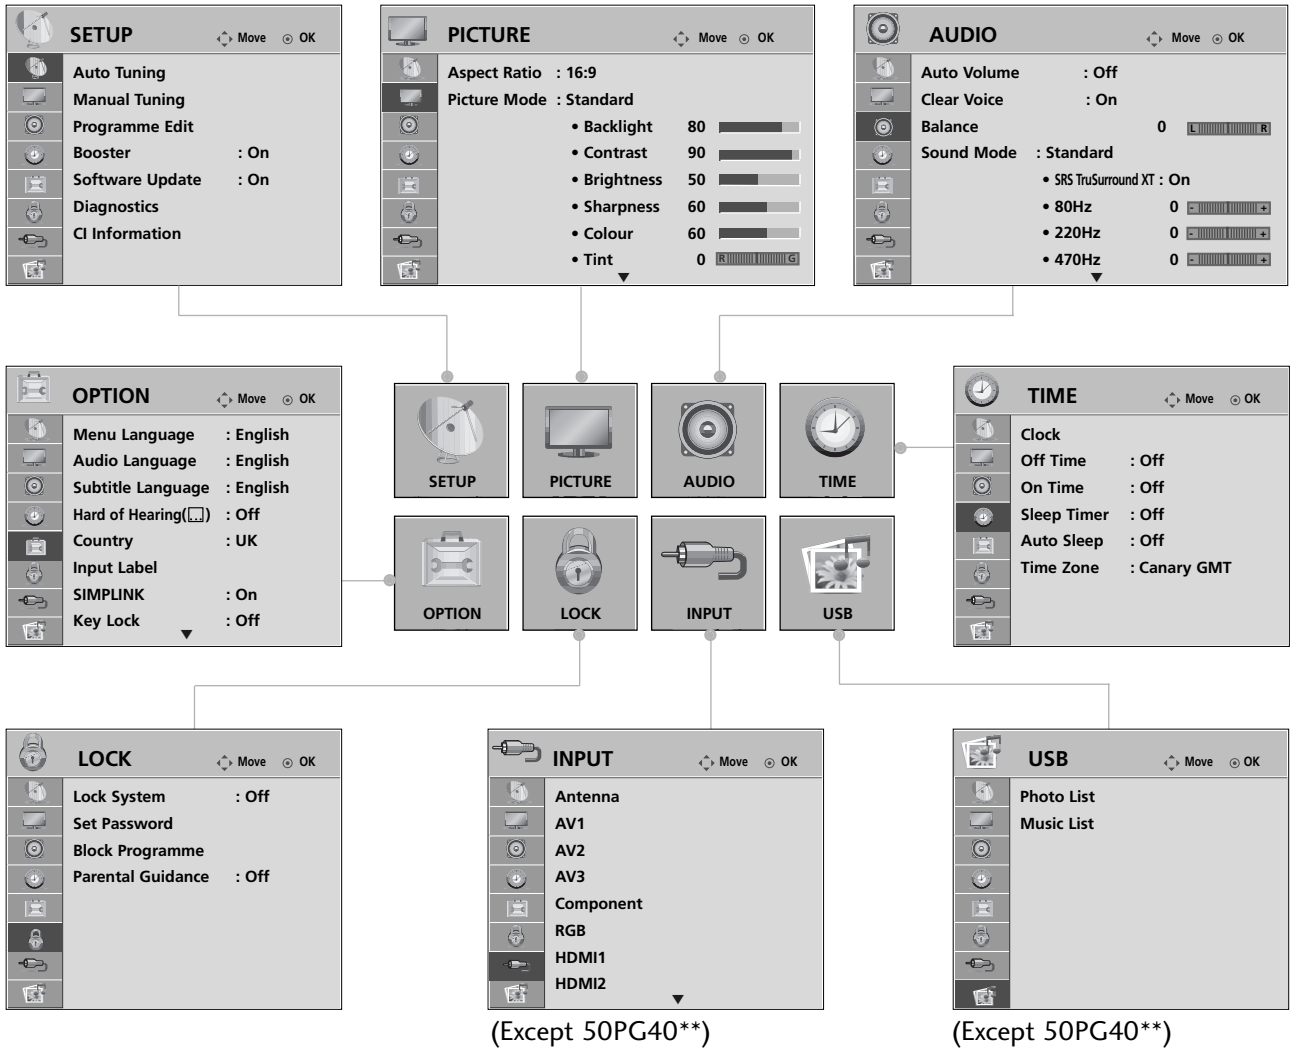 SETUP Move OK
Auto Tuning
Manual Tuning
Programme Edit
Booster : On
Software Update : On
Diagnostics
CI Information
PICTURE Move OK
Aspect Ratio : 16:9
Picture Mode : Standard
• Backlight 80
• Contrast 90
• Brightness 50
• Sharpness 60
• Colour 60
• Tint 0 R G
AUDIO Move OK
Auto Volume : Off
Clear Voice : On
Balance 0 L R
Sound Mode : Standard
• SRS TruSurround XT : On
• 80Hz 0 - +
• 220Hz 0 - +
• 470Hz 0 - +
OPTION Move OK
Menu Language : English
Audio Language : English
Subtitle Language : English
Hard of Hearing( ) : Off
Country : UK
Input Label
SIMPLINK : On
Key Lock : Off
SETUP
PICTURE
AUDIO
TIME
OPTION
LOCK
INPUT
USB
TIME Move OK
Clock
Off Time : Off
On Time : Off
Sleep Timer : Off
Auto Sleep : Off
Time Zone : Canary GMT
LOCK Move OK
Lock System : Off
Set Password
Block Programme
Parental Guidance : Off
INPUT Move OK
Antenna
AV1
AV2
AV3
Component
RGB
HDMI1
HDMI2
(Except 50PG40**)
USB Move OK
Photo List
Music List
(Except 50PG40**)